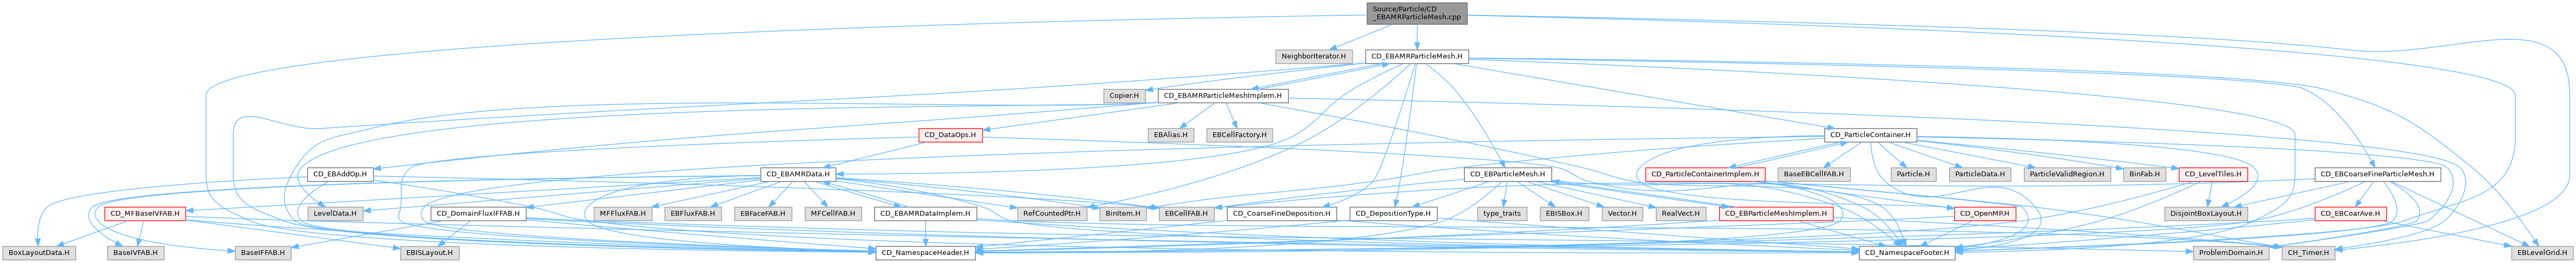 Source/Particle/CD
_EBAMRParticleMesh.cpp
NeighborIterator.H
CD_EBAMRParticleMesh.H
Copier.H
CD_EBAMRParticleMeshImplem.H
CD_DataOps.H
EBAlias.H
EBCellFactory.H
CD_ParticleContainer.H
CD_EBAddOp.H
CD_EBAMRData.H
CD_EBParticleMesh.H
CD_ParticleContainerImplem.H
BaseEBCellFAB.H
Particle.H
ParticleData.H
ParticleValidRegion.H
BinFab.H
CD_LevelTiles.H
CD_EBCoarseFineParticleMesh.H
CD_MFBaseIVFAB.H
LevelData.H
CD_DomainFluxIFFAB.H
MFFluxFAB.H
EBFluxFAB.H
EBFaceFAB.H
MFCellFAB.H
CD_EBAMRDataImplem.H
RefCountedPtr.H
BinItem.H
EBCellFAB.H
CD_CoarseFineDeposition.H
CD_DepositionType.H
type_traits
EBISBox.H
Vector.H
RealVect.H
CD_EBParticleMeshImplem.H
CD_OpenMP.H
DisjointBoxLayout.H
CD_EBCoarAve.H
BoxLayoutData.H
BaseIVFAB.H
BaseIFFAB.H
EBISLayout.H
CD_NamespaceHeader.H
CD_NamespaceFooter.H
ProblemDomain.H
CH_Timer.H
EBLevelGrid.H